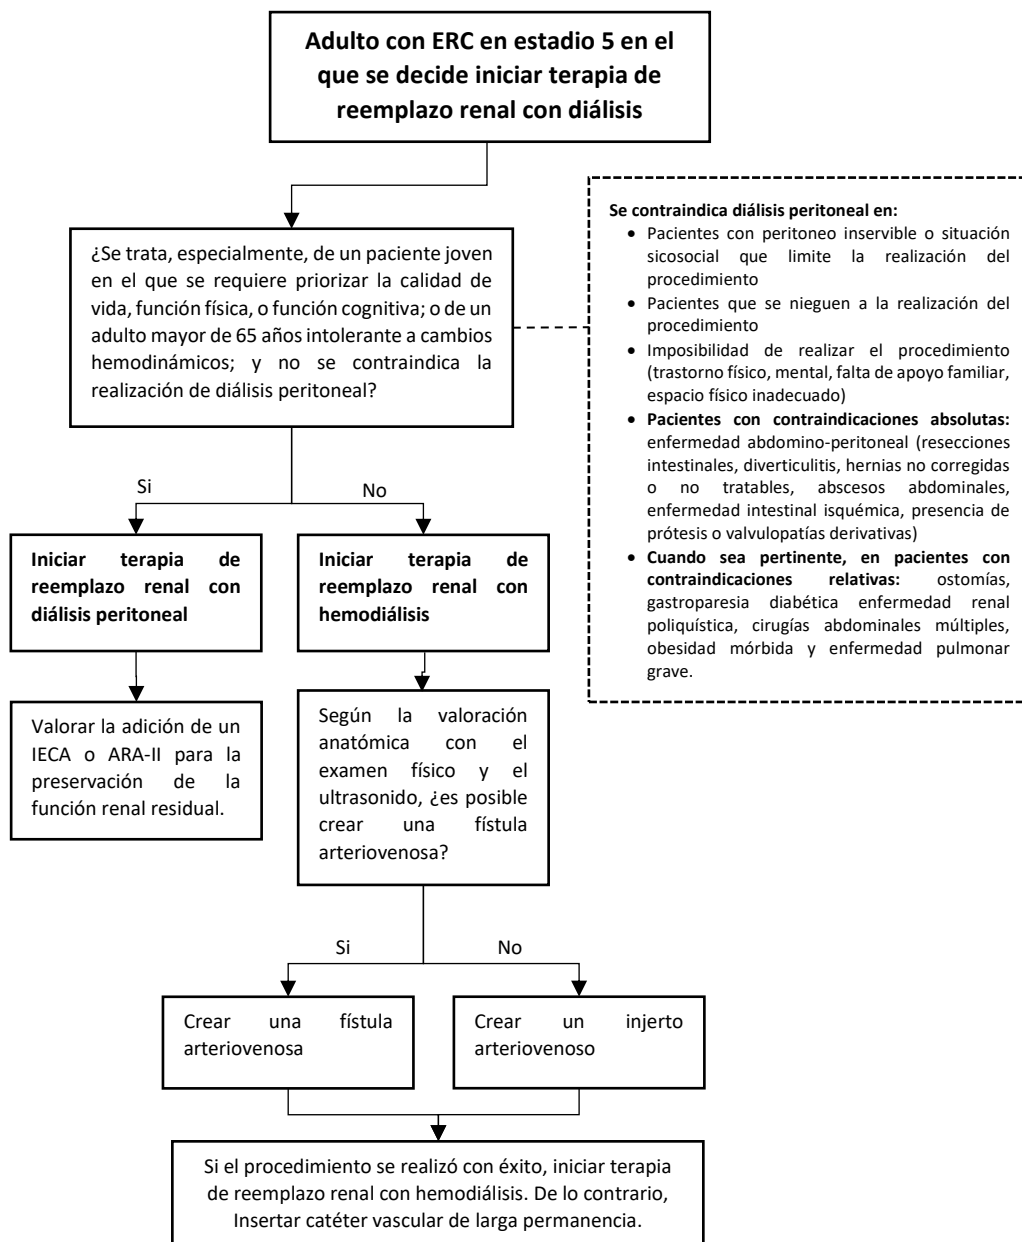 Adulto con ERC en estadio 5 en el
que se decide iniciar terapia de
reemplazo renal con diálisis
¿Se trata, especialmente, de un paciente joven
en el que se requiere priorizar la calidad de
vida, función física, o función cognitiva; o de un
adulto mayor de 65 años intolerante a cambios
hemodinámicos; y no se contraindica la
realización de diálisis peritoneal?
Se contraindica diálisis peritoneal en:
• Pacientes con peritoneo inservible o situación
sicosocial que limite la realización del
procedimiento
• Pacientes que se nieguen a la realización del
procedimiento
• Imposibilidad de realizar el procedimiento
(trastorno físico, mental, falta de apoyo familiar,
espacio físico inadecuado)
• Pacientes con contraindicaciones absolutas:
enfermedad abdomino-peritoneal (resecciones
intestinales, diverticulitis, hernias no corregidas
o no tratables, abscesos abdominales,
enfermedad intestinal isquémica, presencia de
prótesis o valvulopatías derivativas)
• Cuando sea pertinente, en pacientes con
contraindicaciones relativas: ostomías,
gastroparesia diabética enfermedad renal
poliquística, cirugías abdominales múltiples,
obesidad mórbida y enfermedad pulmonar
grave.
Si
No
Iniciar terapia de
reemplazo renal con
diálisis peritoneal
Iniciar terapia de
reemplazo renal con
hemodiálisis
Valorar la adición de un
IECA o ARA-II para la
preservación de la
función renal residual.
Según la valoración
anatómica con el
examen físico y el
ultrasonido, ¿es posible
crear una fístula
arteriovenosa?
Si
No
Crear una fístula
arteriovenosa
Crear un injerto
arteriovenoso
Si el procedimiento se realizó con éxito, iniciar terapia
de reemplazo renal con hemodiálisis. De lo contrario,
Insertar catéter vascular de larga permanencia.